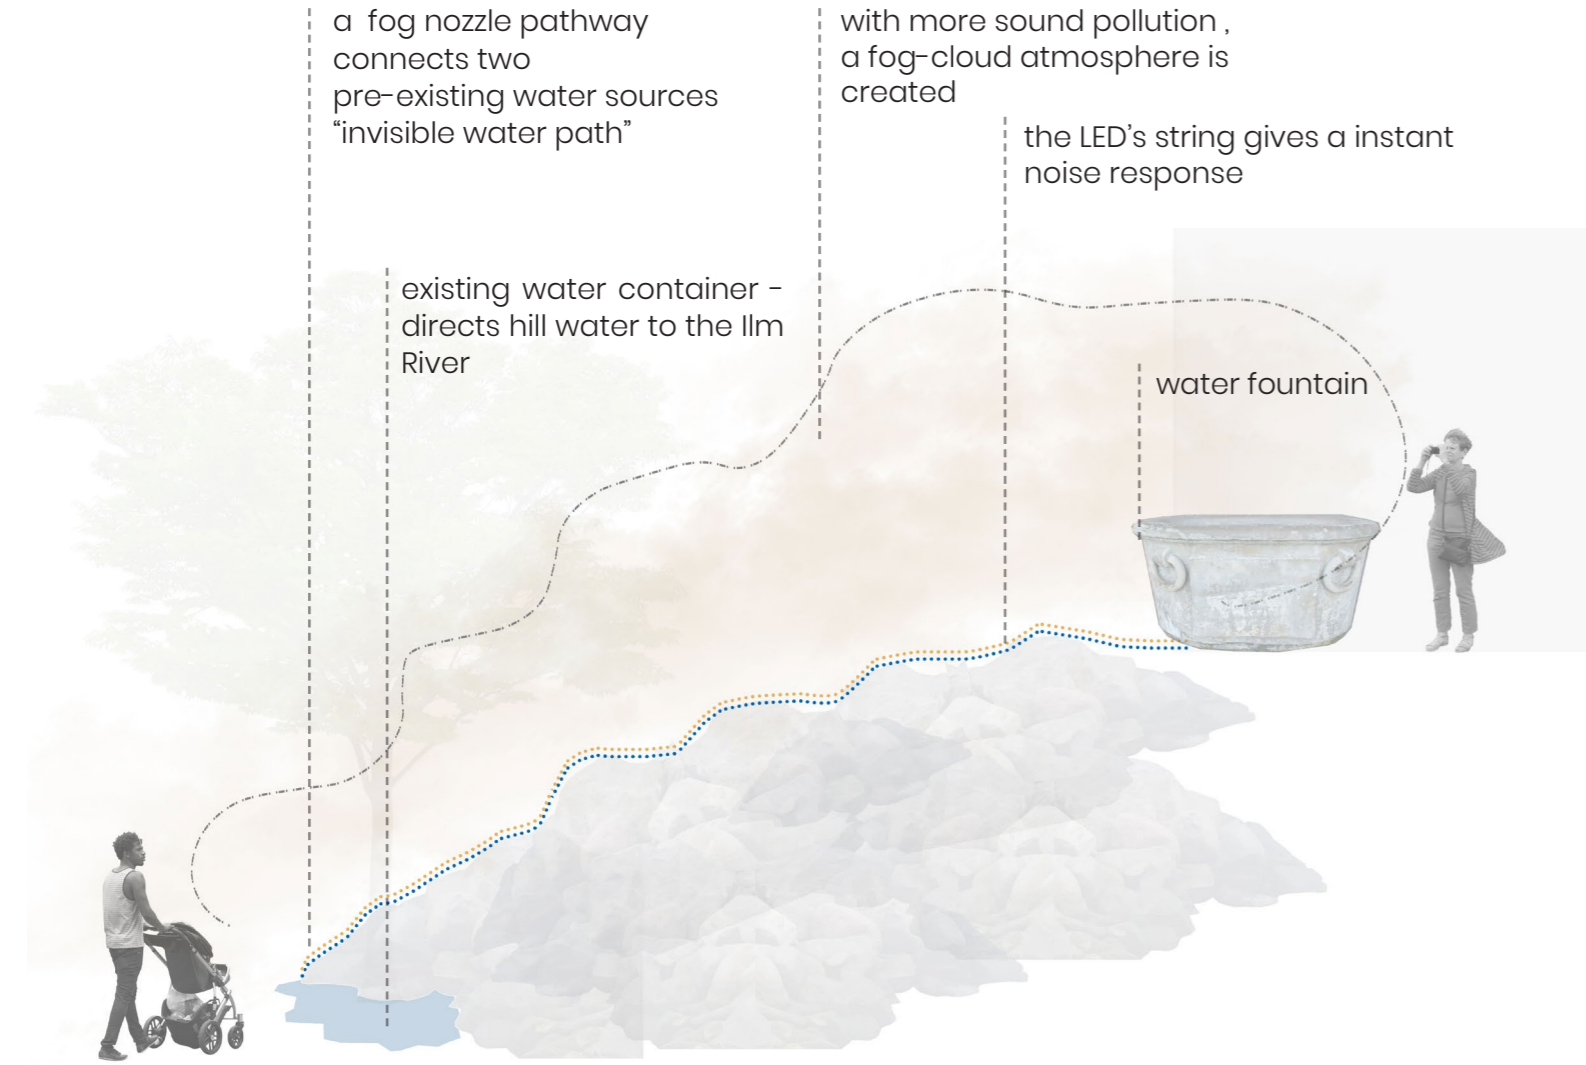 a fog nozzle pathway
connects two
pre-existing water sources
“invisible water path”
with more sound pollution ,
a fog-cloud atmosphere is
created
the LED’s string gives a instant
noise response
existing water container -
directs hill water to the Ilm
River
water fountain